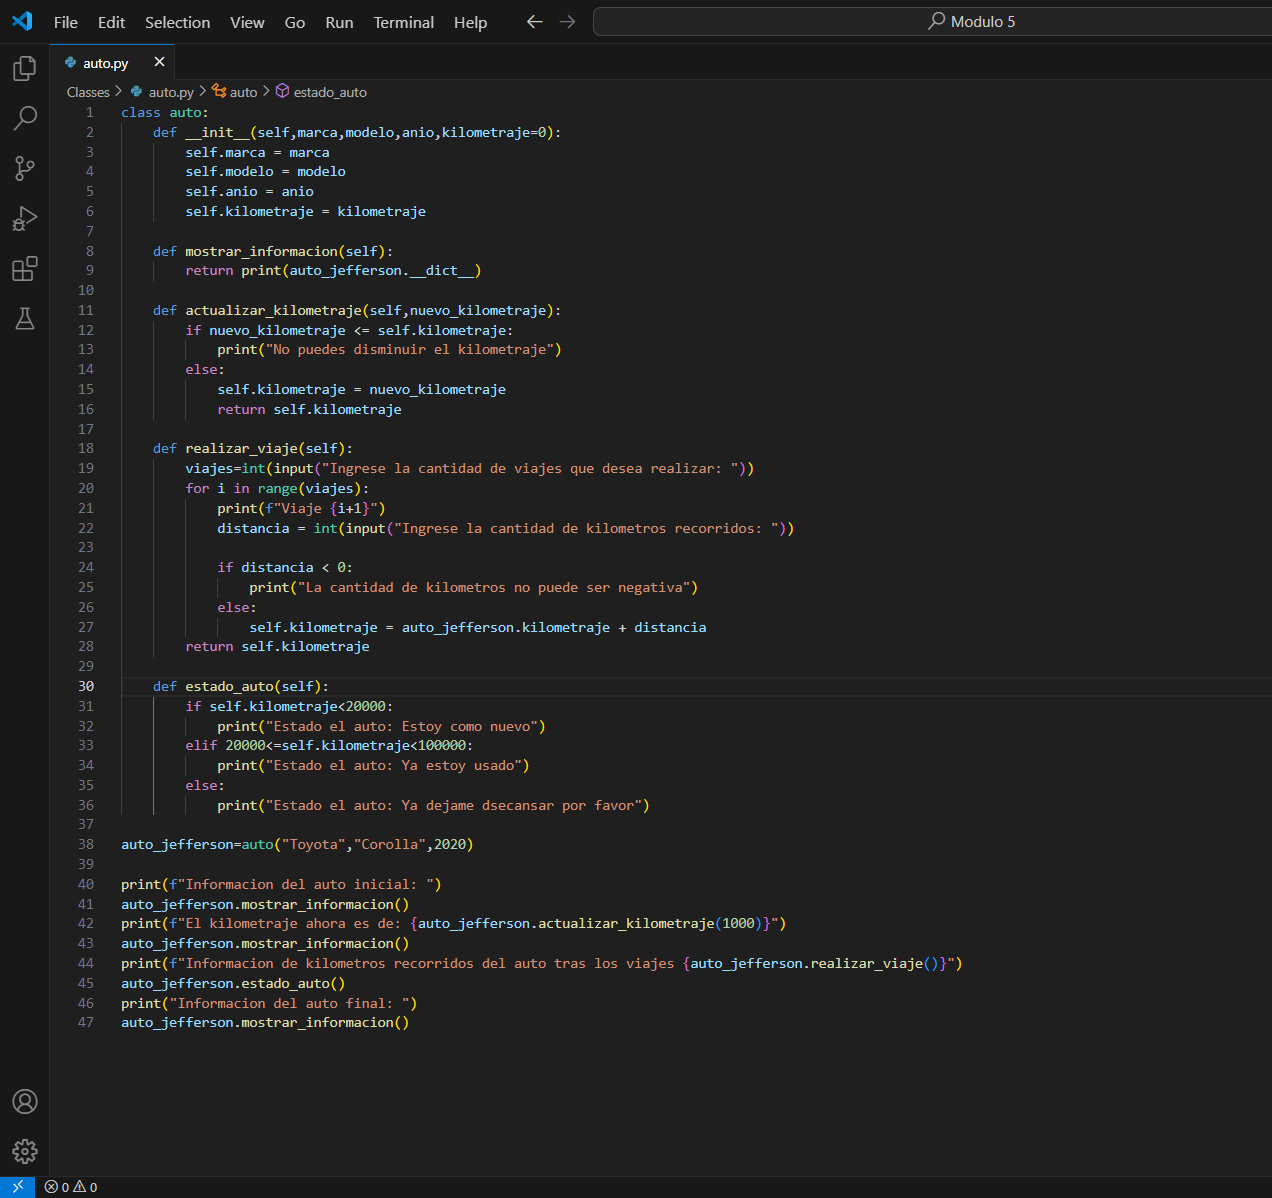 File Edit Selection View Go Run Terminal Help Modulo 5
auto.py
Classes > auto.py > auto > estado_auto
1 class auto:
2     def __init__(self,marca,modelo,anio,kilometraje=0):
3         self.marca = marca
4         self.modelo = modelo
5         self.anio = anio
6         self.kilometraje = kilometraje
7
8     def mostrar_informacion(self):
9         return print(auto_jefferson.__dict__)
10
11     def actualizar_kilometraje(self,nuevo_kilometraje):
12         if nuevo_kilometraje <= self.kilometraje:
13             print("No puedes disminuir el kilometraje")
14         else:
15             self.kilometraje = nuevo_kilometraje
16             return self.kilometraje
17
18     def realizar_viaje(self):
19         viajes=int(input("Ingrese la cantidad de viajes que desea realizar: "))
20         for i in range(viajes):
21             print(f"Viaje {i+1}")
22             distancia = int(input("Ingrese la cantidad de kilometros recorridos: "))
23
24             if distancia < 0:
25                 print("La cantidad de kilometros no puede ser negativa")
26             else:
27                 self.kilometraje = auto_jefferson.kilometraje + distancia
28         return self.kilometraje
29
30     def estado_auto(self):
31         if self.kilometraje<20000:
32             print("Estado el auto: Estoy como nuevo")
33         elif 20000<=self.kilometraje<100000:
34             print("Estado el auto: Ya estoy usado")
35         else:
36             print("Estado el auto: Ya dejame dsecansar por favor")
37
38 auto_jefferson=auto("Toyota","Corolla",2020)
39
40 print(f"Informacion del auto inicial: ")
41 auto_jefferson.mostrar_informacion()
42 print(f"El kilometraje ahora es de: {auto_jefferson.actualizar_kilometraje(1000)}")
43 auto_jefferson.mostrar_informacion()
44 print(f"Informacion de kilometros recorridos del auto tras los viajes {auto_jefferson.realizar_viaje()}")
45 auto_jefferson.estado_auto()
46 print("Informacion del auto final: ")
47 auto_jefferson.mostrar_informacion()
0 0